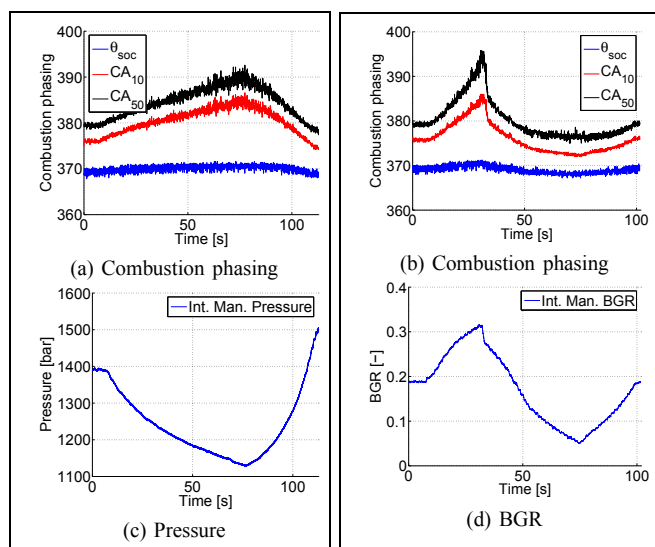 Combustion phasing
400
390
380
370
360
θsoc
CA10
CA50
0
50
100
Time [s]
(a) Combustion phasing
Combustion phasing
400
390
380
370
360
θsoc
CA10
CA50
0
50
100
Time [s]
(b) Combustion phasing
Pressure [bar]
1600
1500
1400
1300
1200
1100
Int. Man. Pressure
0
50
100
Time [s]
(c) Pressure
BGR [−]
0.4
0.3
0.2
0.1
0
Int. Man. BGR
0
50
100
Time [s]
(d) BGR